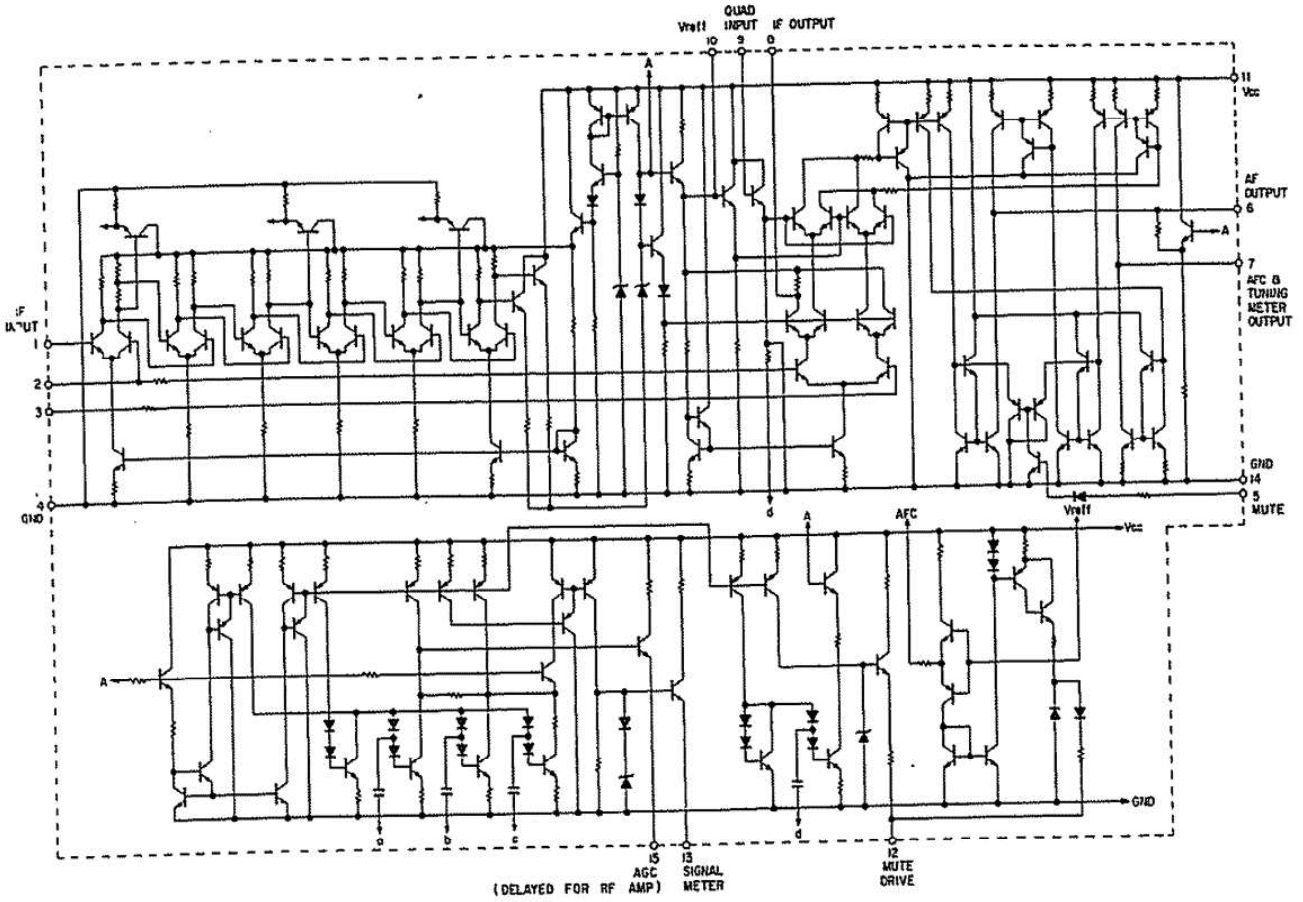 QUAD
Vreff INPUT IF OUTPUT
10 9 8
A
11
Vcc
AF
OUTPUT
6
A
7
AFC &
TUNING
METER
OUTPUT
IF
INPUT
1
2
3
4
GND
GND
14
5
MUTE
d
Vreff
A
AFC
Vcc
A
GND
a b c d
15 13 12
AGC SIGNAL MUTE
(DELAYED FOR RF AMP) METER DRIVE